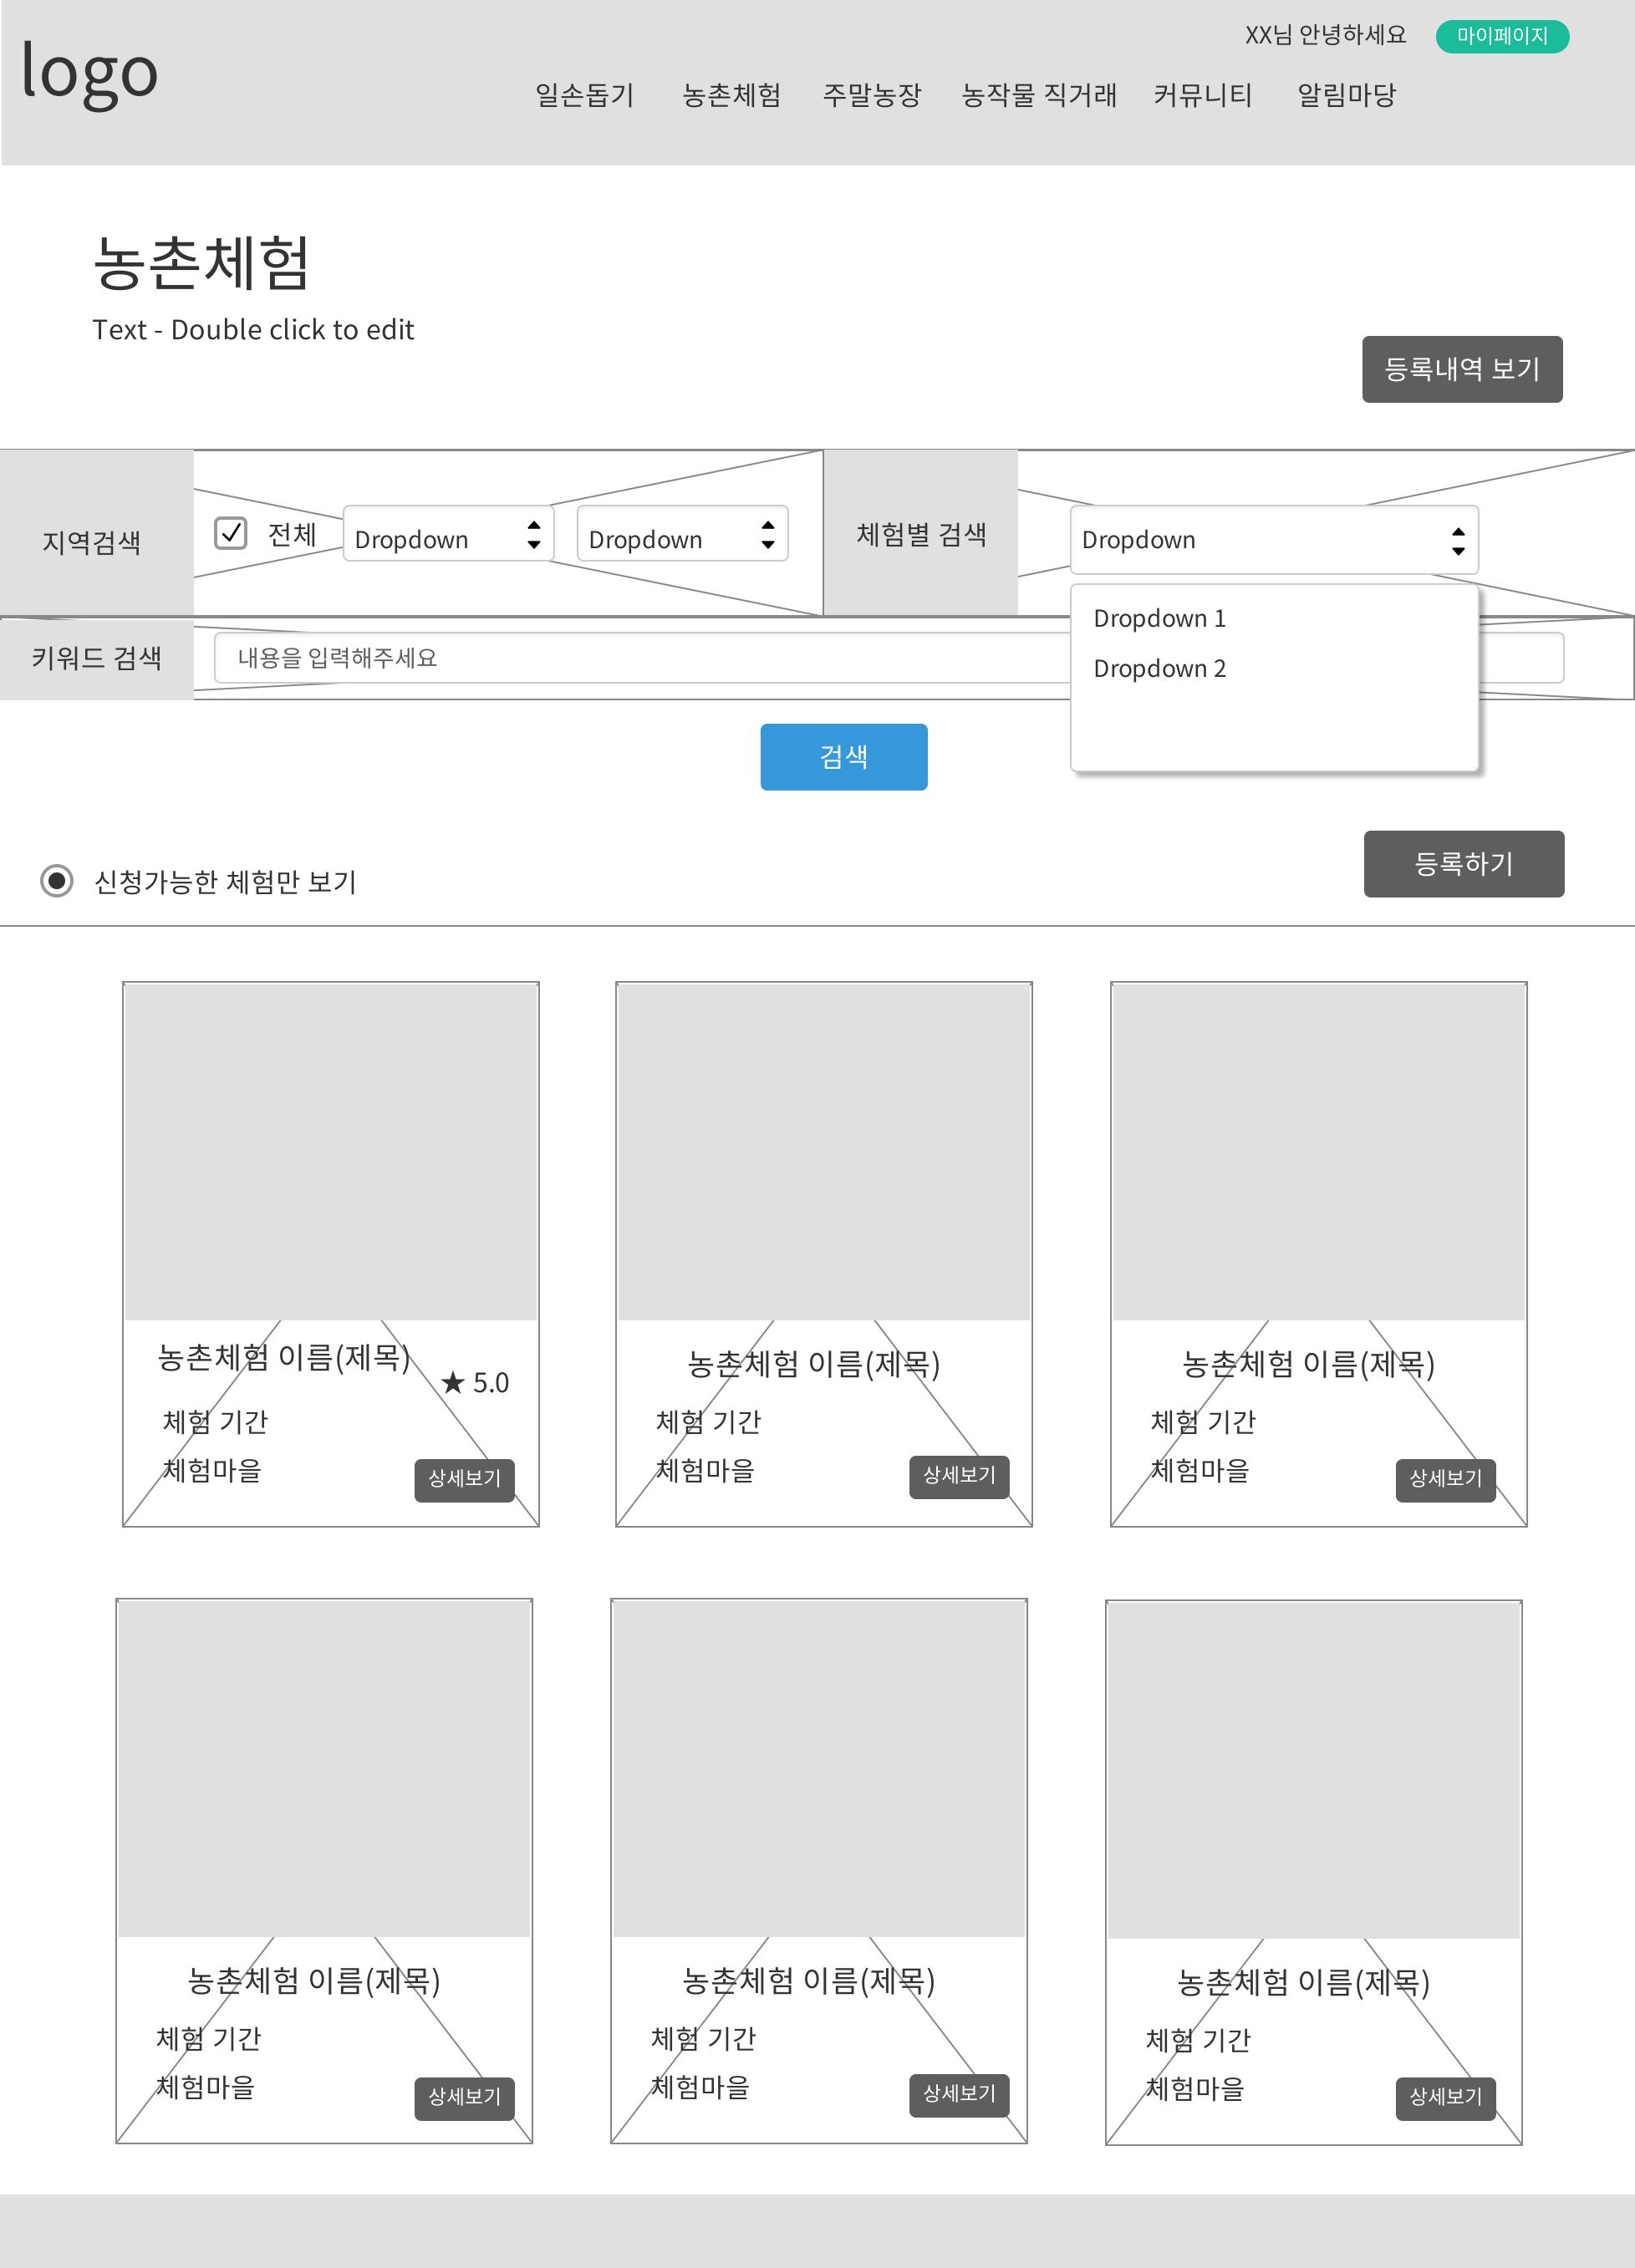 logo
XX님 안녕하세요
마이페이지
일손돕기 농촌체험 주말농장 농작물 직거래 커뮤니티 알림마당
농촌체험
Text - Double click to edit
등록내역 보기
지역검색
전체
Dropdown
Dropdown
체험별 검색
Dropdown
Dropdown 1
Dropdown 2
키워드 검색
내용을 입력해주세요
검색
신청가능한 체험만 보기
등록하기
농촌체험 이름(제목)
★ 5.0
체험 기간
체험마을
상세보기
농촌체험 이름(제목)
체험 기간
체험마을
상세보기
농촌체험 이름(제목)
체험 기간
체험마을
상세보기
농촌체험 이름(제목)
체험 기간
체험마을
상세보기
농촌체험 이름(제목)
체험 기간
체험마을
상세보기
농촌체험 이름(제목)
체험 기간
체험마을
상세보기